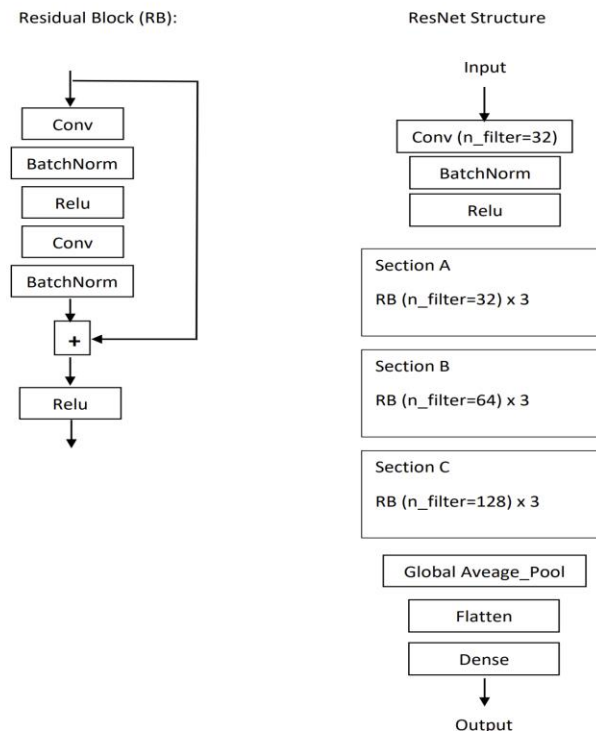 Residual Block (RB):
Conv
BatchNorm
Relu
Conv
BatchNorm
+
Relu
ResNet Structure
Input
Conv (n_filter=32)
BatchNorm
Relu
Section A
RB (n_filter=32) x 3
Section B
RB (n_filter=64) x 3
Section C
RB (n_filter=128) x 3
Global Aveage_Pool
Flatten
Dense
Output